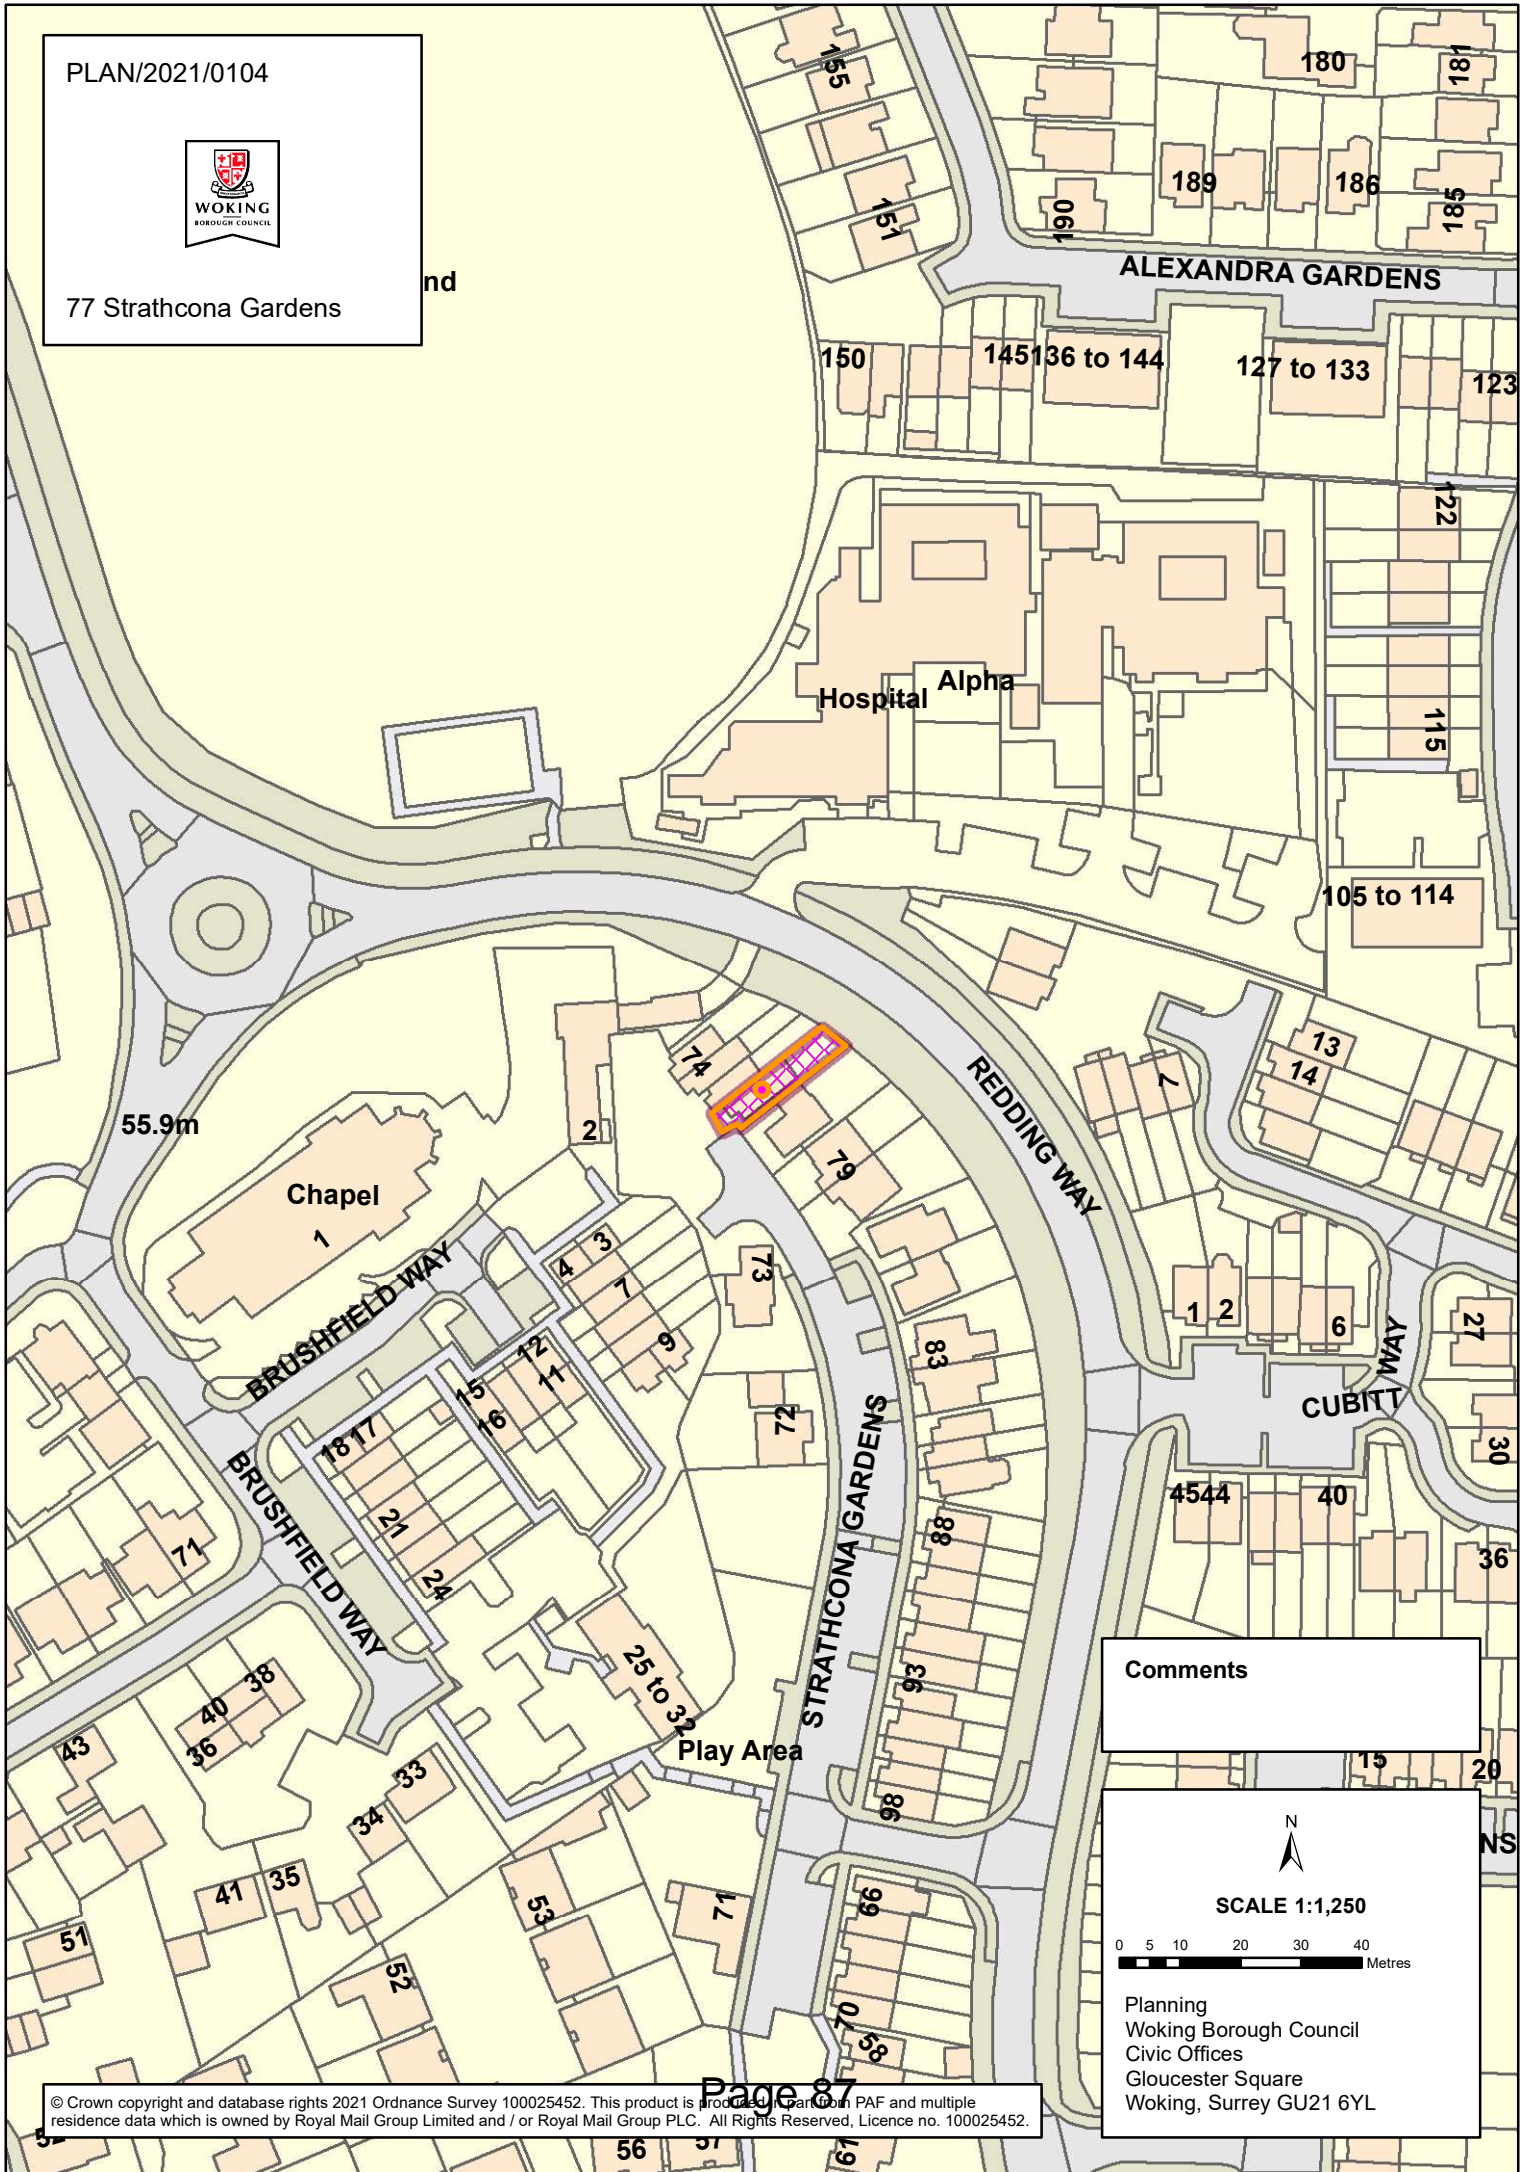 PLAN/2021/0104
WOKING
BOROUGH COUNCIL
77 Strathcona Gardens
nd
155
151
180
181
189
186
190
185
ALEXANDRA GARDENS
150
145
136 to 144
127 to 133
123
122
Hospital
Alpha
115
105 to 114
74
13
14
7
REDDING WAY
55.9m
2
79
Chapel
1
3
4
7
73
BRUSHFIELD WAY
9
1
2
6
27
WAY
83
12
11
15
16
72
CUBITT
30
18
17
BRUSHFIELD WAY
STRATHCONA GARDENS
45
44
40
21
88
71
36
24
25 to 32
93
38
40
36
43
Play Area
33
34
98
Comments
15
20
NS
N
SCALE 1:1,250
0 5 10 20 30 40
Metres
41
35
53
71
66
51
52
70
58
Planning
Woking Borough Council
Civic Offices
Gloucester Square
Woking, Surrey GU21 6YL
Page 87
© Crown copyright and database rights 2021 Ordnance Survey 100025452. This product is produced in part from PAF and multiple
residence data which is owned by Royal Mail Group Limited and / or Royal Mail Group PLC. All Rights Reserved, Licence no. 100025452.
56
57
61